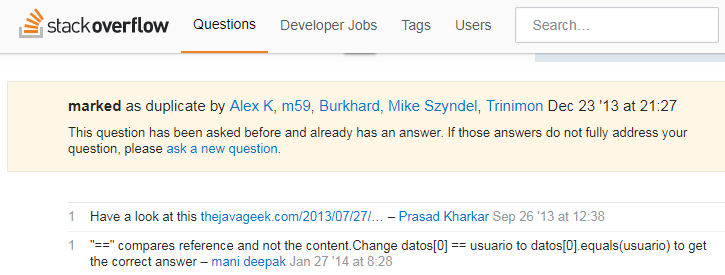 stackoverflow Questions Developer Jobs Tags Users Search...
marked as duplicate by Alex K, m59, Burkhard, Mike Szyndel, Trinimon Dec 23 '13 at 21:27
This question has been asked before and already has an answer. If those answers do not fully address your
question, please ask a new question.
1 Have a look at this thejavageek.com/2013/07/27/… – Prasad Kharkar Sep 26 '13 at 12:38
1 "==" compares reference and not the content.Change datos[0] == usuario to datos[0].equals(usuario) to get
the correct answer – mani deepak Jan 27 '14 at 8:28